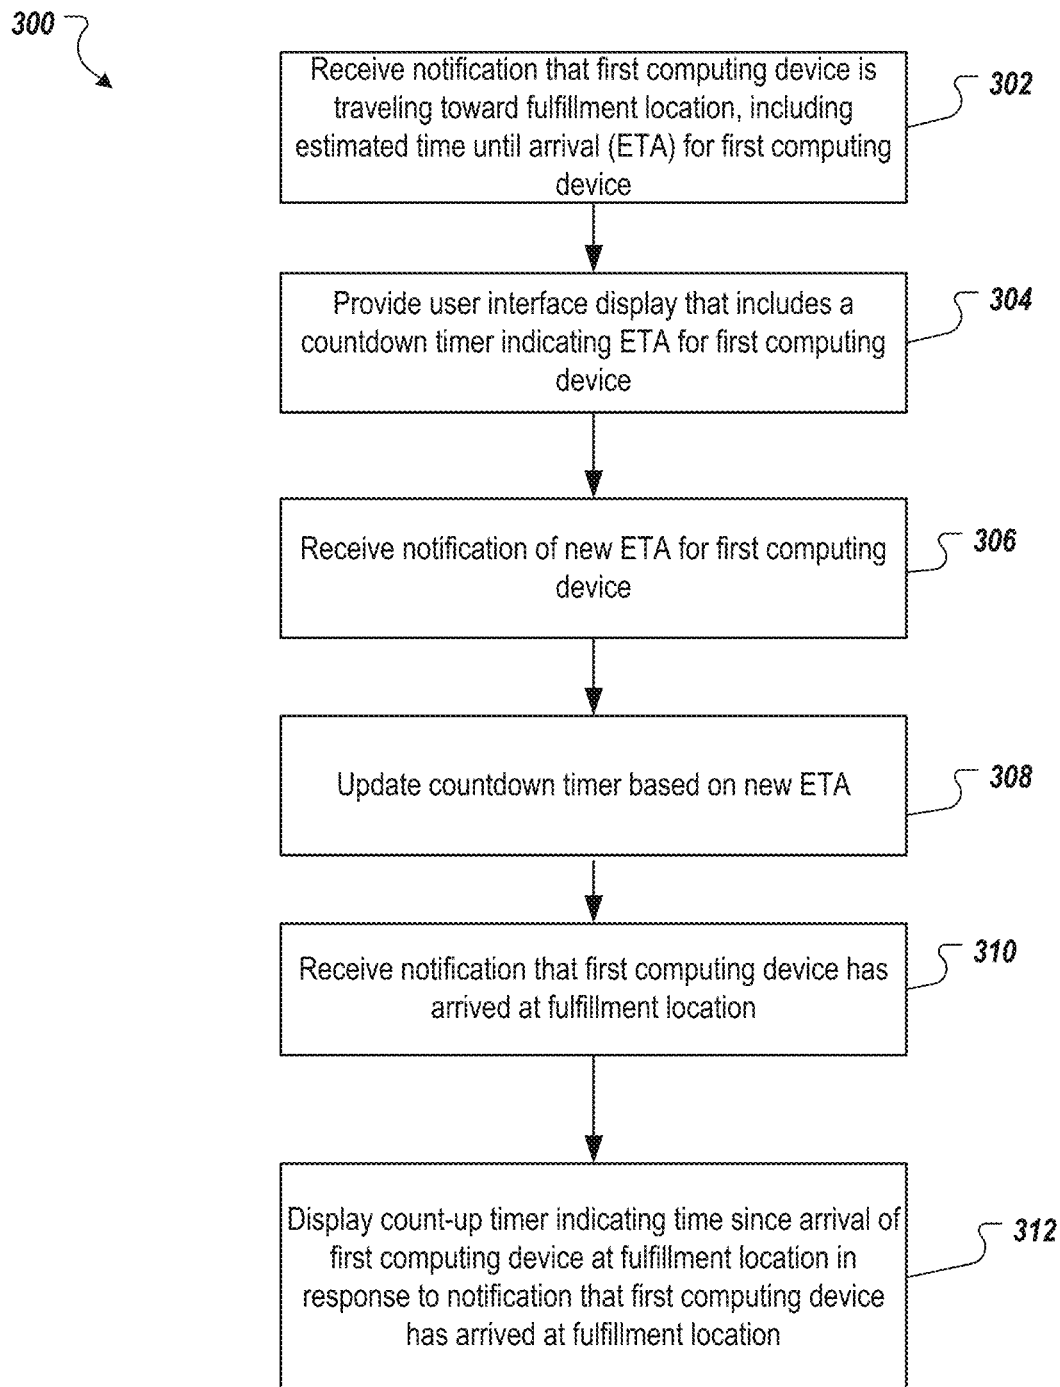 300
Receive notification that first computing device is
traveling toward fulfillment location, including
estimated time until arrival (ETA) for first computing
device
302
Provide user interface display that includes a
countdown timer indicating ETA for first computing
device
304
Receive notification of new ETA for first computing
device
306
Update countdown timer based on new ETA
308
Receive notification that first computing device has
arrived at fulfillment location
310
Display count-up timer indicating time since arrival of
first computing device at fulfillment location in
response to notification that first computing device
has arrived at fulfillment location
312